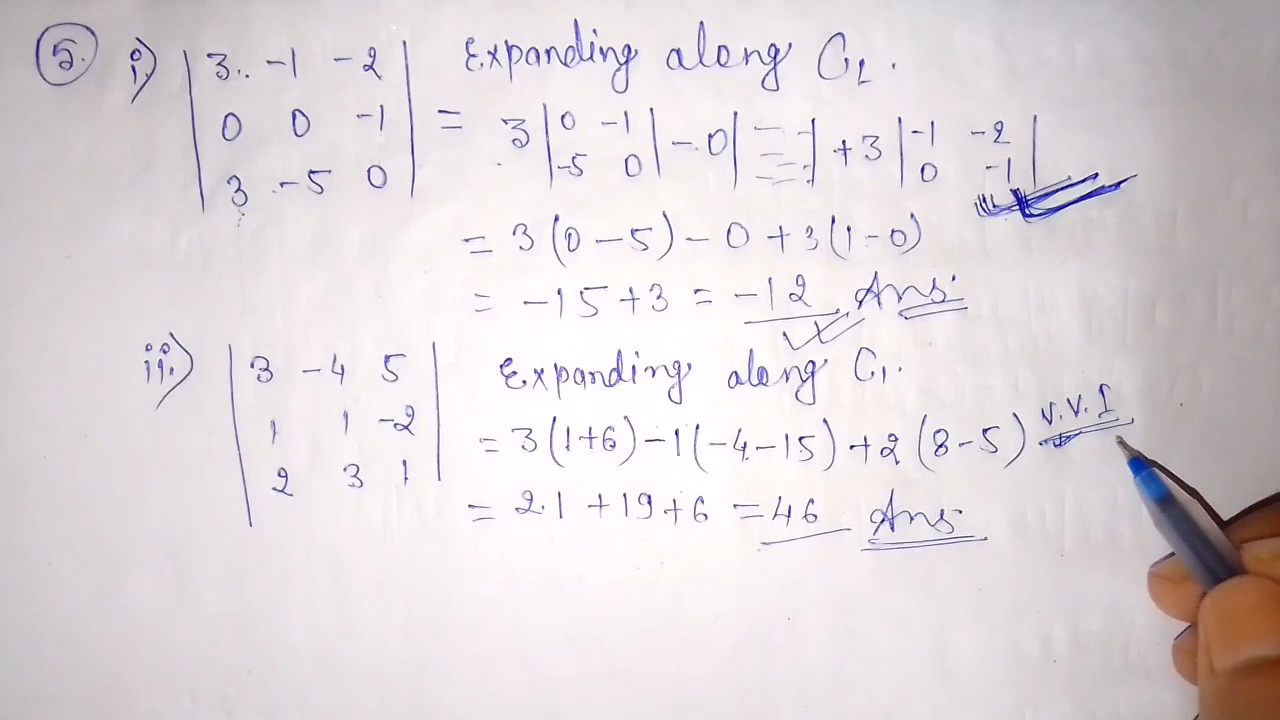 5. i) | 3 -1 -2 | Expanding along C1.
| 0 0 -1 | = 3 | 0 -1 | - 0 | | + 3 | -1 -2 |
| 3 -5 0 | | -5 0 | | 0 -1 |
= 3(0-5) - 0 + 3(1-0)
= -15 + 3 = -12 Ans.
ii.) | 3 -4 5 | Expanding along C1.
| 1 1 -2 | = 3(1+6) - 1(-4-15) + 2(8-5) V.V.I
| 2 3 1 | = 21 + 19 + 6 = 46 Ans.